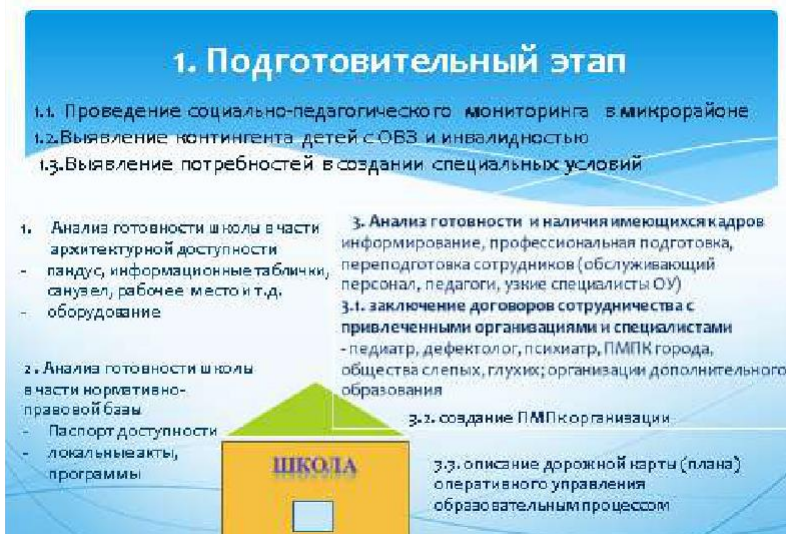 1. Подготовительный этап
1.1. Проведение социально-педагогического мониторинга в микрорайоне
1.2.Выявление контингента детей с ОВЗ и инвалидностью
1.3.Выявление потребностей в создании специальных условий
1. Анализ готовности школы в части
архитектурной доступности
- пандус, информационные таблички,
санузел, рабочее место и т.д.
- оборудование
2. Анализ готовности школы
в части нормативно-
правовой базы
- Паспорт доступности
- локальные акты,
программы
3. Анализ готовности и наличия имеющихся кадров
информирование, профессиональная подготовка,
переподготовка сотрудников (обслуживающий
персонал, педагоги, узкие специалисты ОУ)
3.1. заключение договоров сотрудничества с
привлеченными организациями и специалистами
- педиатр, дефектолог, психиатр, ПМПК города,
общества слепых, глухих; организации дополнительного
образования
3.2. создание ПМПк организации
3.3. описание дорожной карты (плана)
оперативного управления
образовательным процессом
ШКОЛА